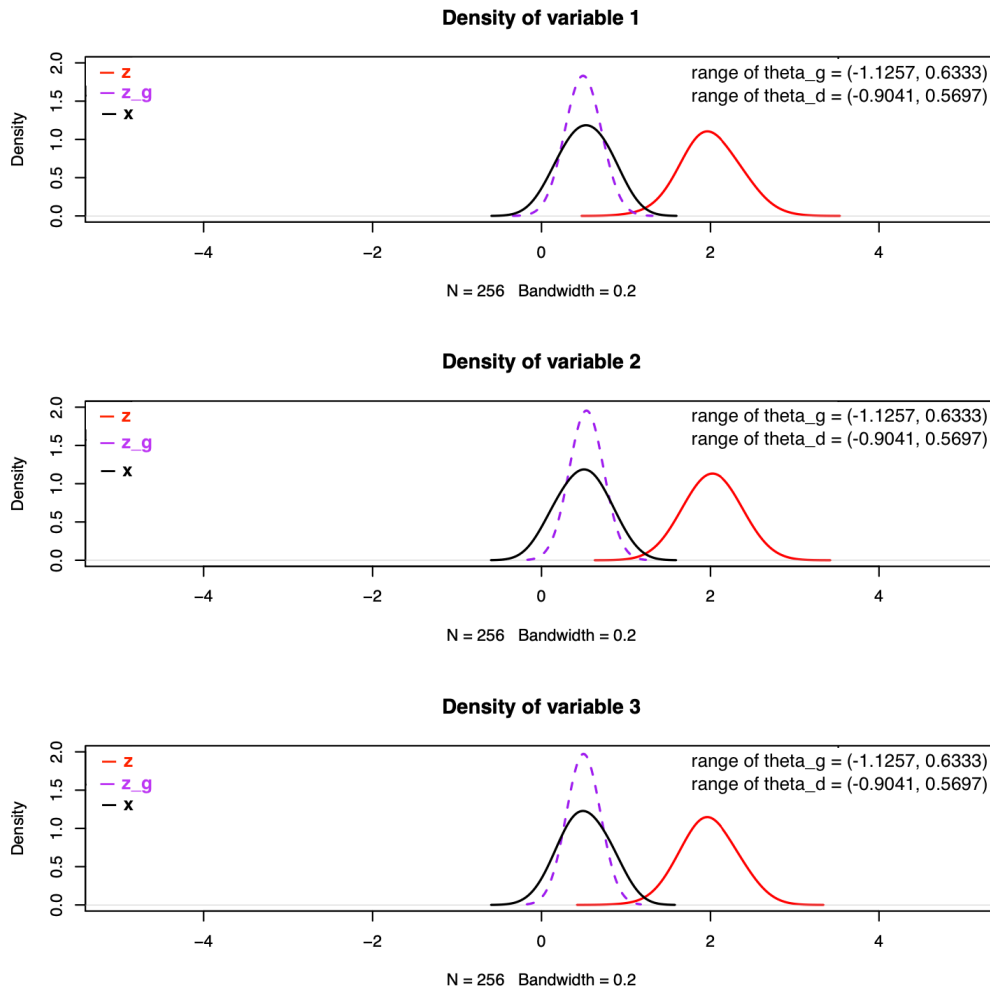 Density of variable 1
z
z_g
x
range of theta_g = (-1.1257, 0.6333)
range of theta_d = (-0.9041, 0.5697)
Density
0.0 0.5 1.0 1.5 2.0
−4 −2 0 2 4
N = 256 Bandwidth = 0.2
Density of variable 2
z
z_g
x
range of theta_g = (-1.1257, 0.6333)
range of theta_d = (-0.9041, 0.5697)
Density
0.0 0.5 1.0 1.5 2.0
−4 −2 0 2 4
N = 256 Bandwidth = 0.2
Density of variable 3
z
z_g
x
range of theta_g = (-1.1257, 0.6333)
range of theta_d = (-0.9041, 0.5697)
Density
0.0 0.5 1.0 1.5 2.0
−4 −2 0 2 4
N = 256 Bandwidth = 0.2